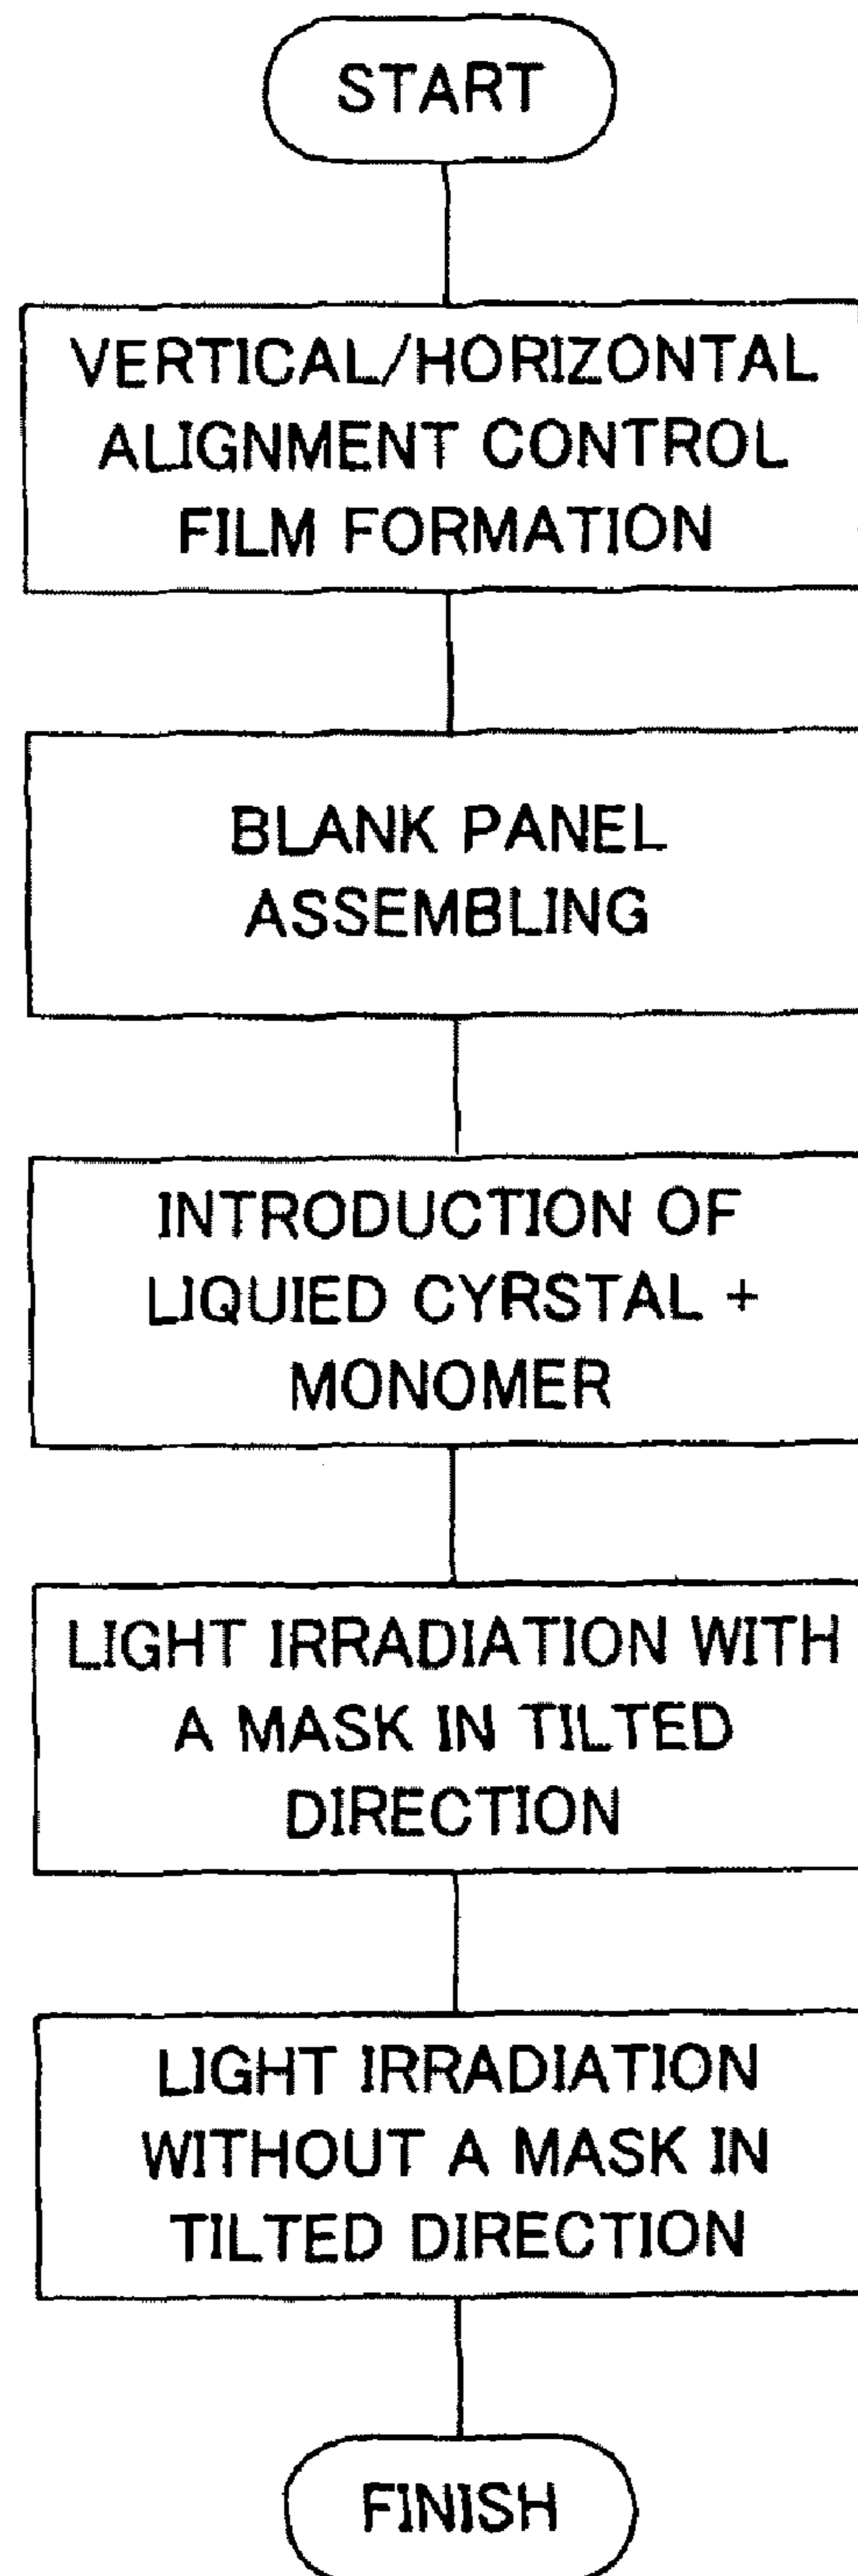 START
VERTICAL/HORIZONTAL
ALIGNMENT CONTROL
FILM FORMATION
BLANK PANEL
ASSEMBLING
INTRODUCTION OF
LIQUIED CYRSTAL +
MONOMER
LIGHT IRRADIATION WITH
A MASK IN TILTED
DIRECTION
LIGHT IRRADIATION
WITHOUT A MASK IN
TILTED DIRECTION
FINISH